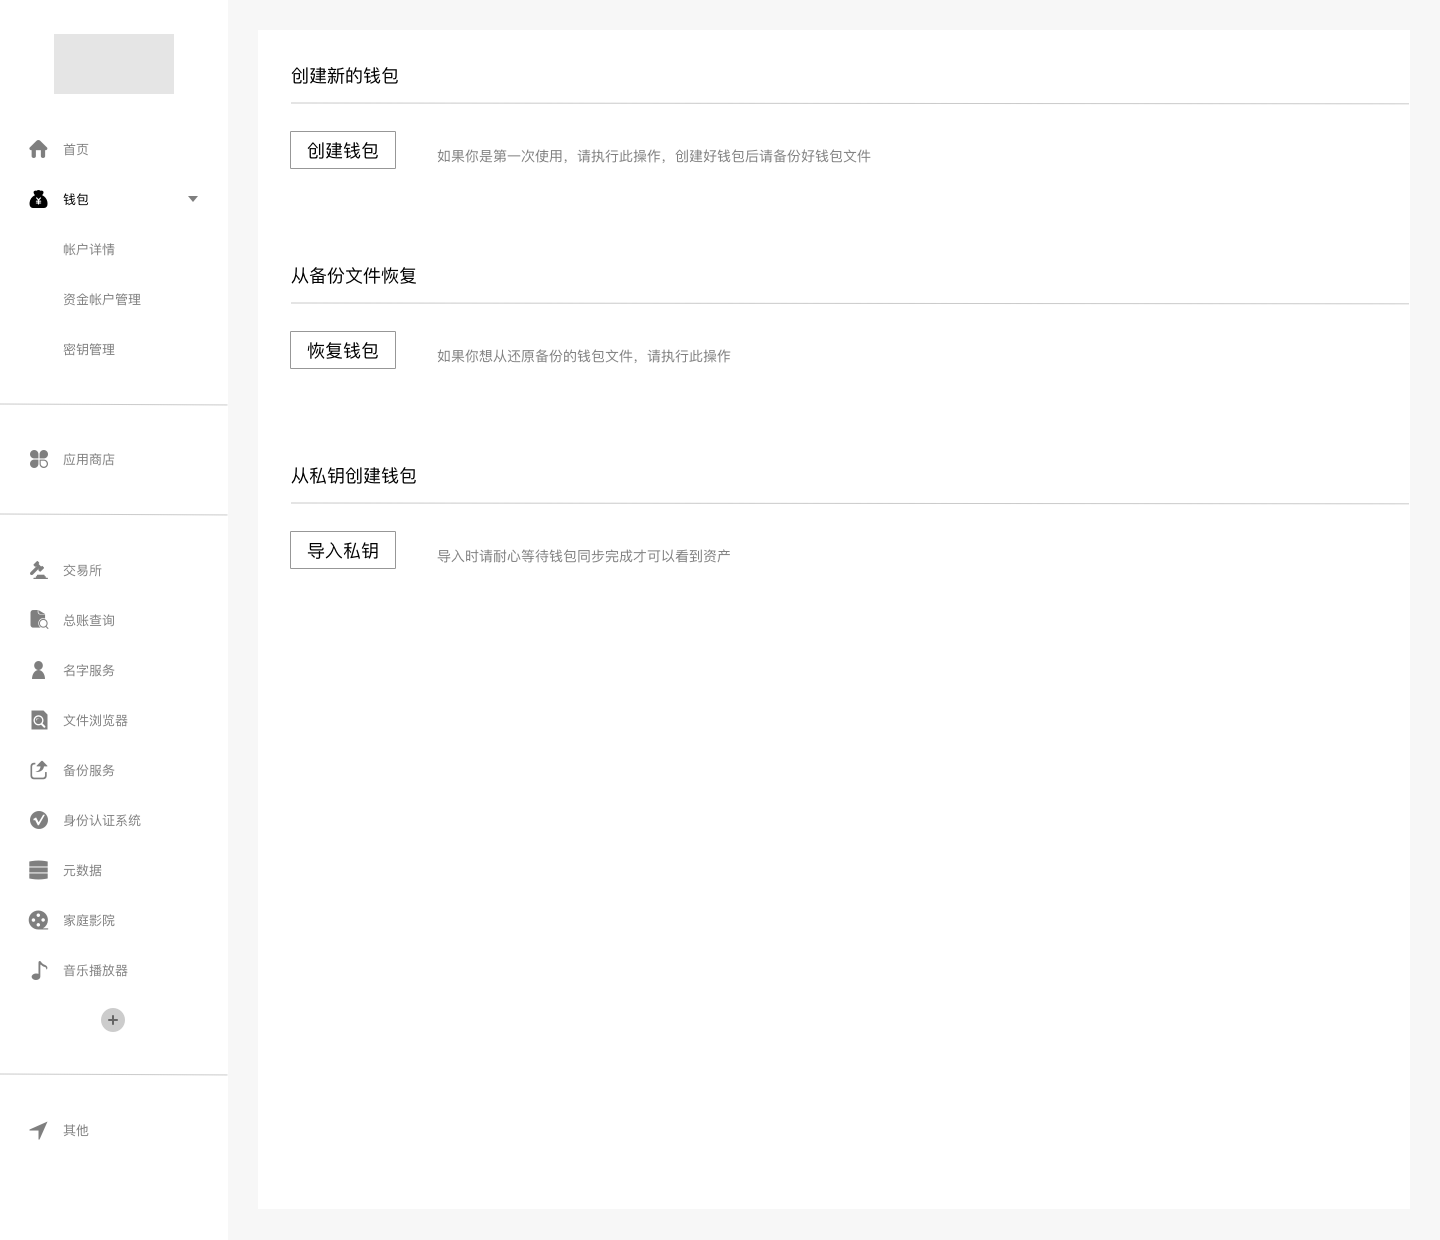 首页
钱包
帐户详情
资金帐户管理
密钥管理
应用商店
交易所
总账查询
名字服务
文件浏览器
备份服务
身份认证系统
元数据
家庭影院
音乐播放器
其他
创建新的钱包
创建钱包
如果你是第一次使用，请执行此操作，创建好钱包后请备份好钱包文件
从备份文件恢复
恢复钱包
如果你想从还原备份的钱包文件，请执行此操作
从私钥创建钱包
导入私钥
导入时请耐心等待钱包同步完成才可以看到资产